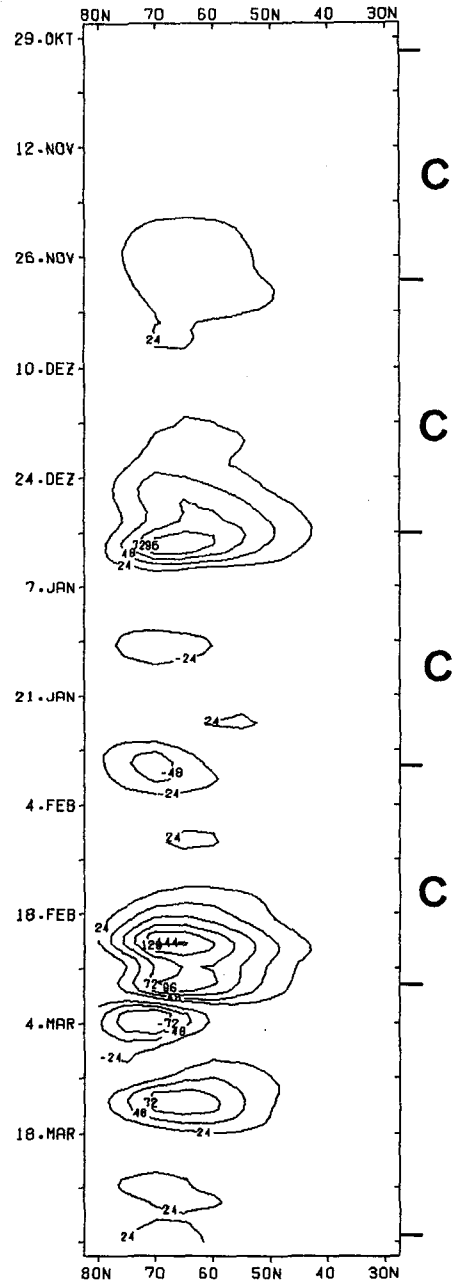 80N 70 60 50N 40 30N
29.OKT
12.NOV
C
26.NOV
24
10.DEZ
C
24.DEZ
72 96
48
24
7.JAN
-24
C
21.JAN
24
-48
-24
4.FEB
24
C
18.FEB
24
120 144
72 96
48
4.MAR
-72
-48
-24
72
48
24
18.MAR
24
24
80N 70 60 50N 40 30N